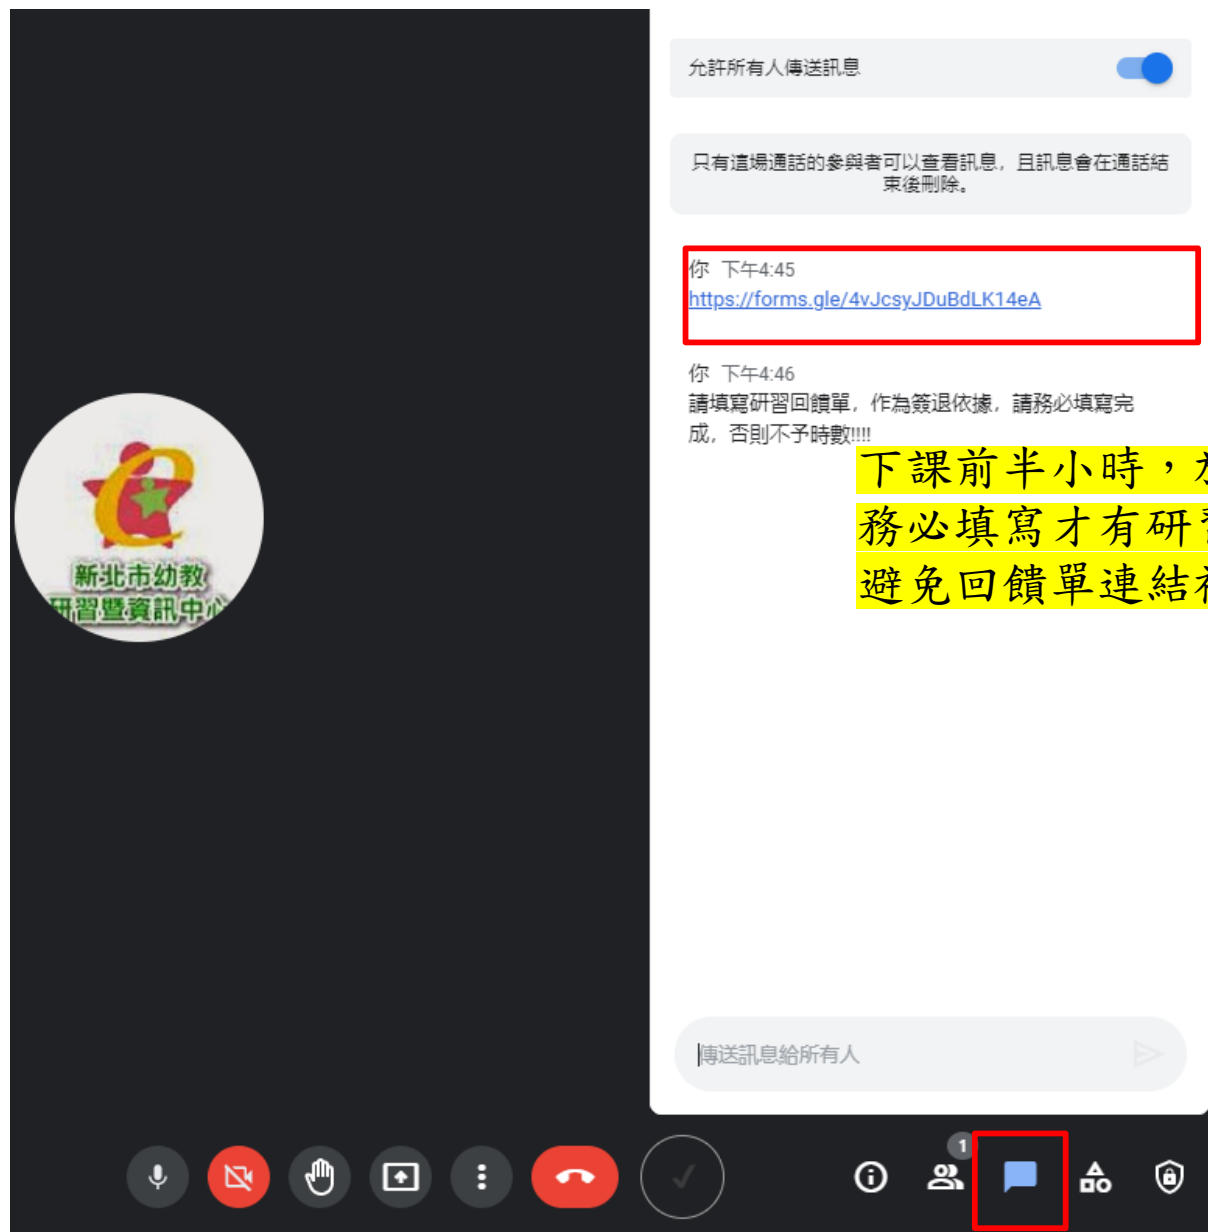 允許所有人傳送訊息
只有這場通話的參與者可以查看訊息，且訊息會在通話結
束後刪除。
你 下午4:45
https://forms.gle/4vJcsyJDuBdLK14eA
你 下午4:46
請填寫研習回饋單，作為簽退依據，請務必填寫完
成，否則不予時數!!!!
下課前半小時，
務必填寫才有研
避免回饋單連結
新北市幼教
研習暨資訊中心
傳送訊息給所有人
1